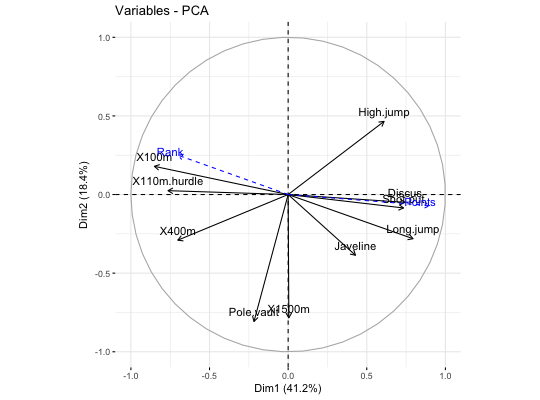 Variables - PCA
1.0
High.jump
0.5
Rank
X100m
X110m.hurdle
Discus
Shot.put
Points
0.0
X400m
Long.jump
Javeline
-0.5
Pole.vault
X1500m
-1.0
-1.0
-0.5
0.0
0.5
1.0
Dim1 (41.2%)
Dim2 (18.4%)